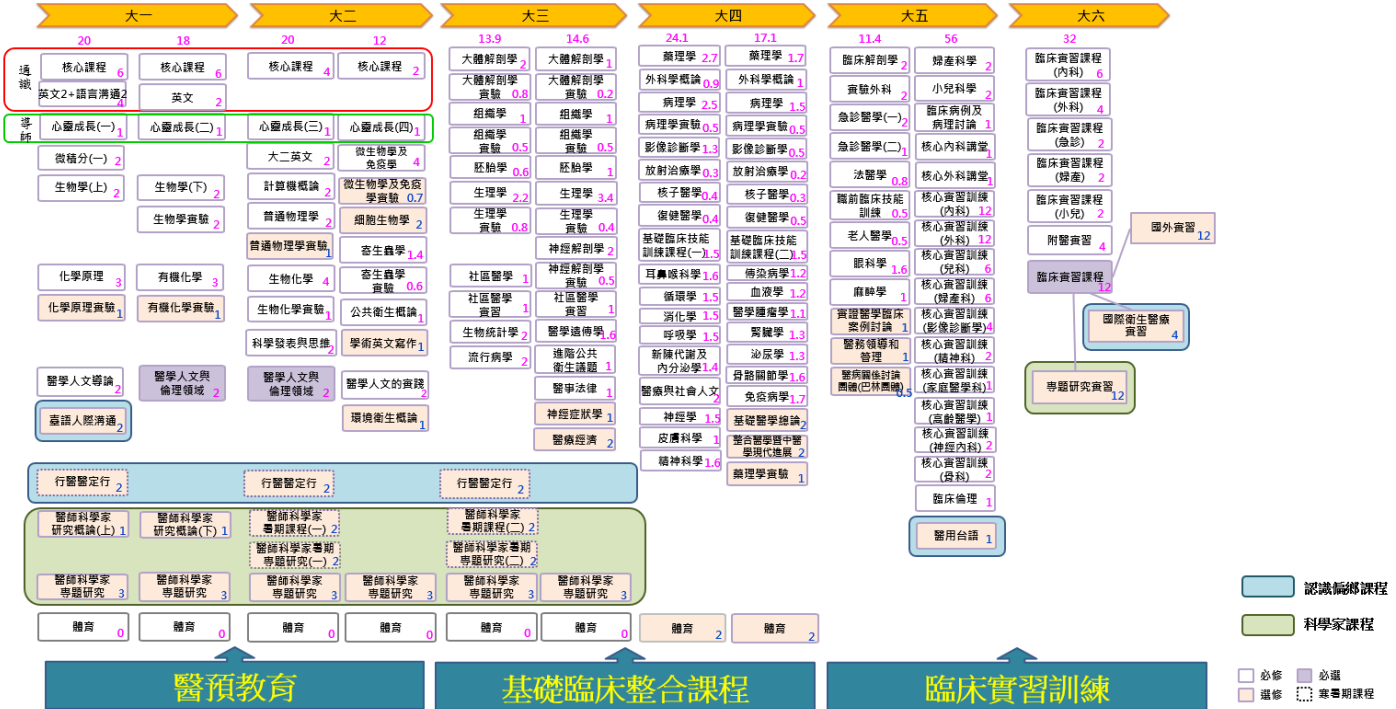 大一
大二
大三
大四
大五
大六
20
18
20
12
13.9
14.6
24.1
17.1
11.4
56
32
通識
核心課程 6
核心課程 6
核心課程 4
核心課程 2
英文2+語言溝通2
4
英文 2
導師
心靈成長(一) 1
心靈成長(二) 1
心靈成長(三) 1
心靈成長(四) 1
微積分(一) 2
生物學(上) 2
化學原理 3
化學原理實驗 1
醫學人文導論 2
臺語人際溝通 2
生物學(下) 2
生物學實驗 2
有機化學 3
有機化學實驗 1
醫學人文與
倫理領域 2
大二英文 2
計算機概論 2
普通物理學 2
普通物理學實驗 1
生物化學 4
生物化學實驗 1
科學發表與思維 2
醫學人文與
倫理領域 2
微生物學及
免疫學 4
微生物學及免疫
學實驗 0.7
細胞生物學 2
寄生蟲學 1.4
寄生蟲學
實驗 0.6
公共衛生概論 1
學術英文寫作 1
醫學人文的實踐 2
環境衛生概論 1
大體解剖學 2
大體解剖學
實驗 0.8
組織學 1
組織學
實驗 0.5
胚胎學 0.6
生理學 2.2
生理學
實驗 0.8
社區醫學 1
社區醫學
實習 1
生物統計學 2
流行病學 2
大體解剖學 1
大體解剖學
實驗 0.2
組織學 1
組織學
實驗 0.5
胚胎學 1
生理學 3.4
生理學
實驗 0.4
神經解剖學 2
神經解剖學
實驗 0.5
社區醫學
實習 1
醫學遺傳學 1.6
進階公共
衛生議題 1
醫事法律 1
神經症狀學 1
醫療經濟 2
藥理學 2.7
外科學概論 0.9
病理學 2.5
病理學實驗 0.5
影像診斷學 1.3
放射治療學 0.3
核子醫學 0.4
復健醫學 0.4
基礎臨床技能
訓練課程(一) 1.5
耳鼻喉科學 1.6
循環學 1.5
消化學 1.5
呼吸學 1.5
新陳代謝及
內分泌學 1.4
醫療與社會人文 2
神經學 1.5
皮膚科學 1
精神科學 1.6
藥理學 1.7
外科學概論 1
病理學 1.5
病理學實驗 0.5
影像診斷學 0.5
放射治療學 0.2
核子醫學 0.3
復健醫學 0.5
基礎臨床技能
訓練課程(二) 1.5
傳染病學 1.2
血液學 1.2
醫學腫瘤學 1.1
腎臟學 1.3
泌尿學 1.3
骨骼關節學 1.6
免疫病學 1.7
基礎醫學總論 2
整合醫學暨中醫
學現代進展 2
藥理學實驗 1
臨床解剖學 2
實驗外科 2
急診醫學(一) 2
急診醫學(二) 1
法醫學 0.8
職前臨床技能
訓練 0.5
老人醫學 0.5
眼科學 1.6
麻醉學 1
實證醫學臨床
案例討論 1
醫務領導和
管理 1
醫病關係討論
團體(巴林團體) 0.5
婦產科學 2
小兒科學 2
臨床病例及
病理討論 1
核心內科講堂 1
核心外科講堂 1
核心實習訓練
(內科) 12
核心實習訓練
(外科) 12
核心實習訓練
(兒科) 6
核心實習訓練
(婦產科) 6
核心實習訓練
(影像診斷學) 4
核心實習訓練
(精神科) 2
核心實習訓練
(家庭醫學科) 1
核心實習訓練
(高齡醫學) 1
核心實習訓練
(神經內科) 2
核心實習訓練
(骨科) 2
臨床倫理 1
醫用台語 1
臨床實習課程
(內科) 6
臨床實習課程
(外科) 4
臨床實習課程
(急診) 2
臨床實習課程
(婦產) 2
臨床實習課程
(小兒) 2
附醫實習 4
臨床實習課程
12
國外實習 12
國際衛生醫療
實習 4
專題研究實習
12
行醫醫定行 2
行醫醫定行 2
行醫醫定行 2
醫師科學家
研究概論(上) 1
醫師科學家
研究概論(下) 1
醫師科學家
暑期課程(一) 2
醫師科學家
暑期課程(二) 2
醫師科學家暑期
專題研究(一) 2
醫師科學家暑期
專題研究(二) 2
醫師科學家
專題研究 3
醫師科學家
專題研究 3
醫師科學家
專題研究 3
醫師科學家
專題研究 3
醫師科學家
專題研究 3
醫師科學家
專題研究 3
體育 0
體育 0
體育 0
體育 0
體育 0
體育 0
體育 2
體育 2
醫預教育
基礎臨床整合課程
臨床實習訓練
認識偏鄉課程
科學家課程
必修
必選
選修
寒暑期課程